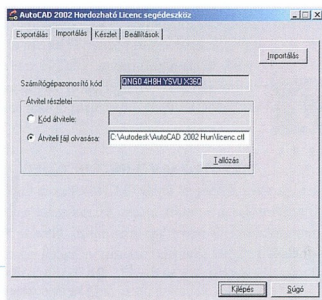 AutoCAD 2002 Hordozható Licenc segédeszköz
Exportálás Importálás Készlet Beállítások
Importálás
Számítógépazonosító kód QNG0 4H8H YSVU X36Q
Átvitel részletei
Kód átvitele:
Átviteli fájl olvasása: C:\Autodesk\AutoCAD 2002 Hun\licenc.ctl
Tallózás
Kilépés Súgó